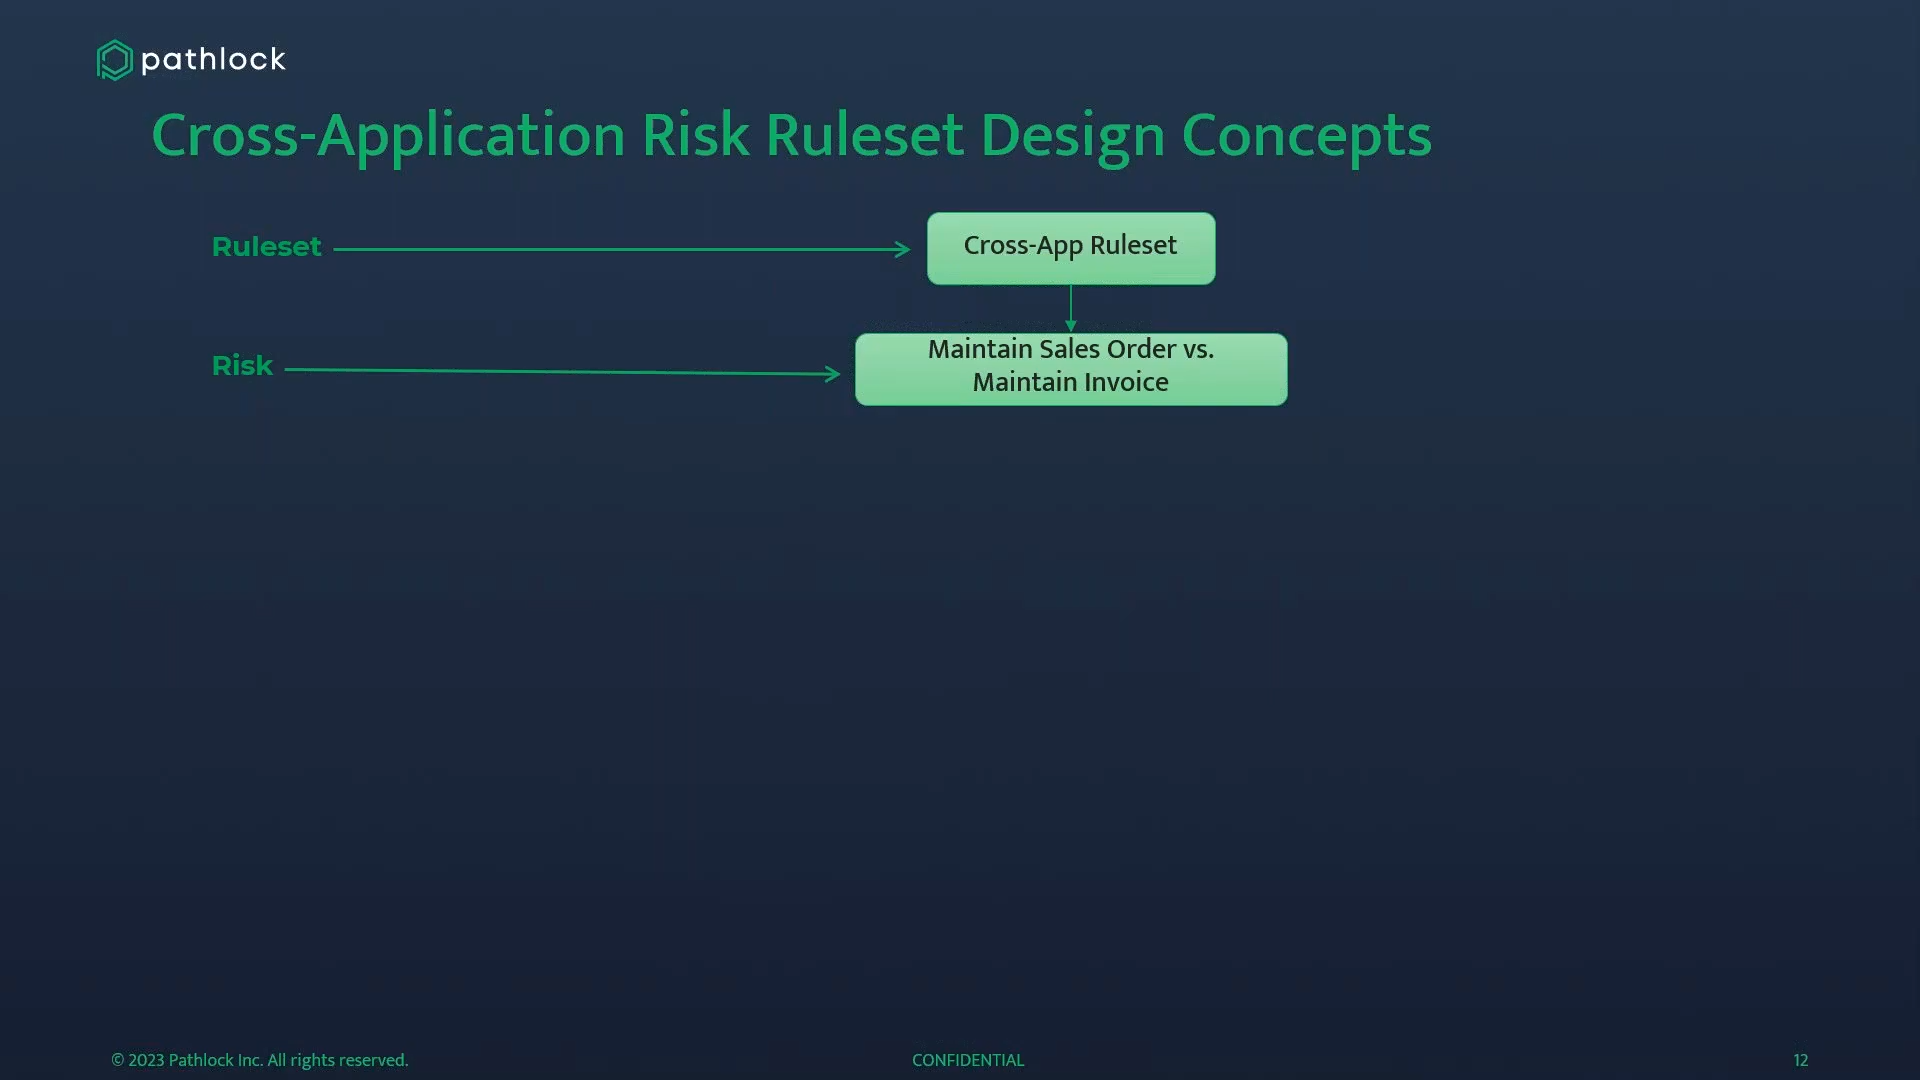 pathlock
Cross-Application Risk Ruleset Design Concepts
Ruleset
Cross-App Ruleset
Risk
Maintain Sales Order vs.
Maintain Invoice
© 2023 Pathlock Inc. All rights reserved.
CONFIDENTIAL
12